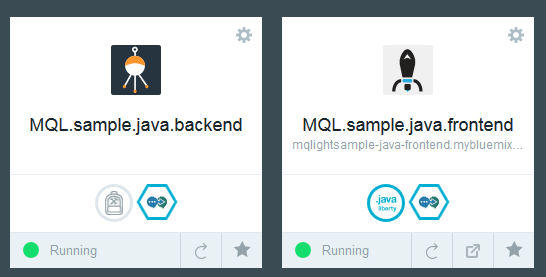 MQL.sample.java.backend
Running
MQL.sample.java.frontend
mqlightsample-java-frontend.mybluemix...
.java
liberty
Running